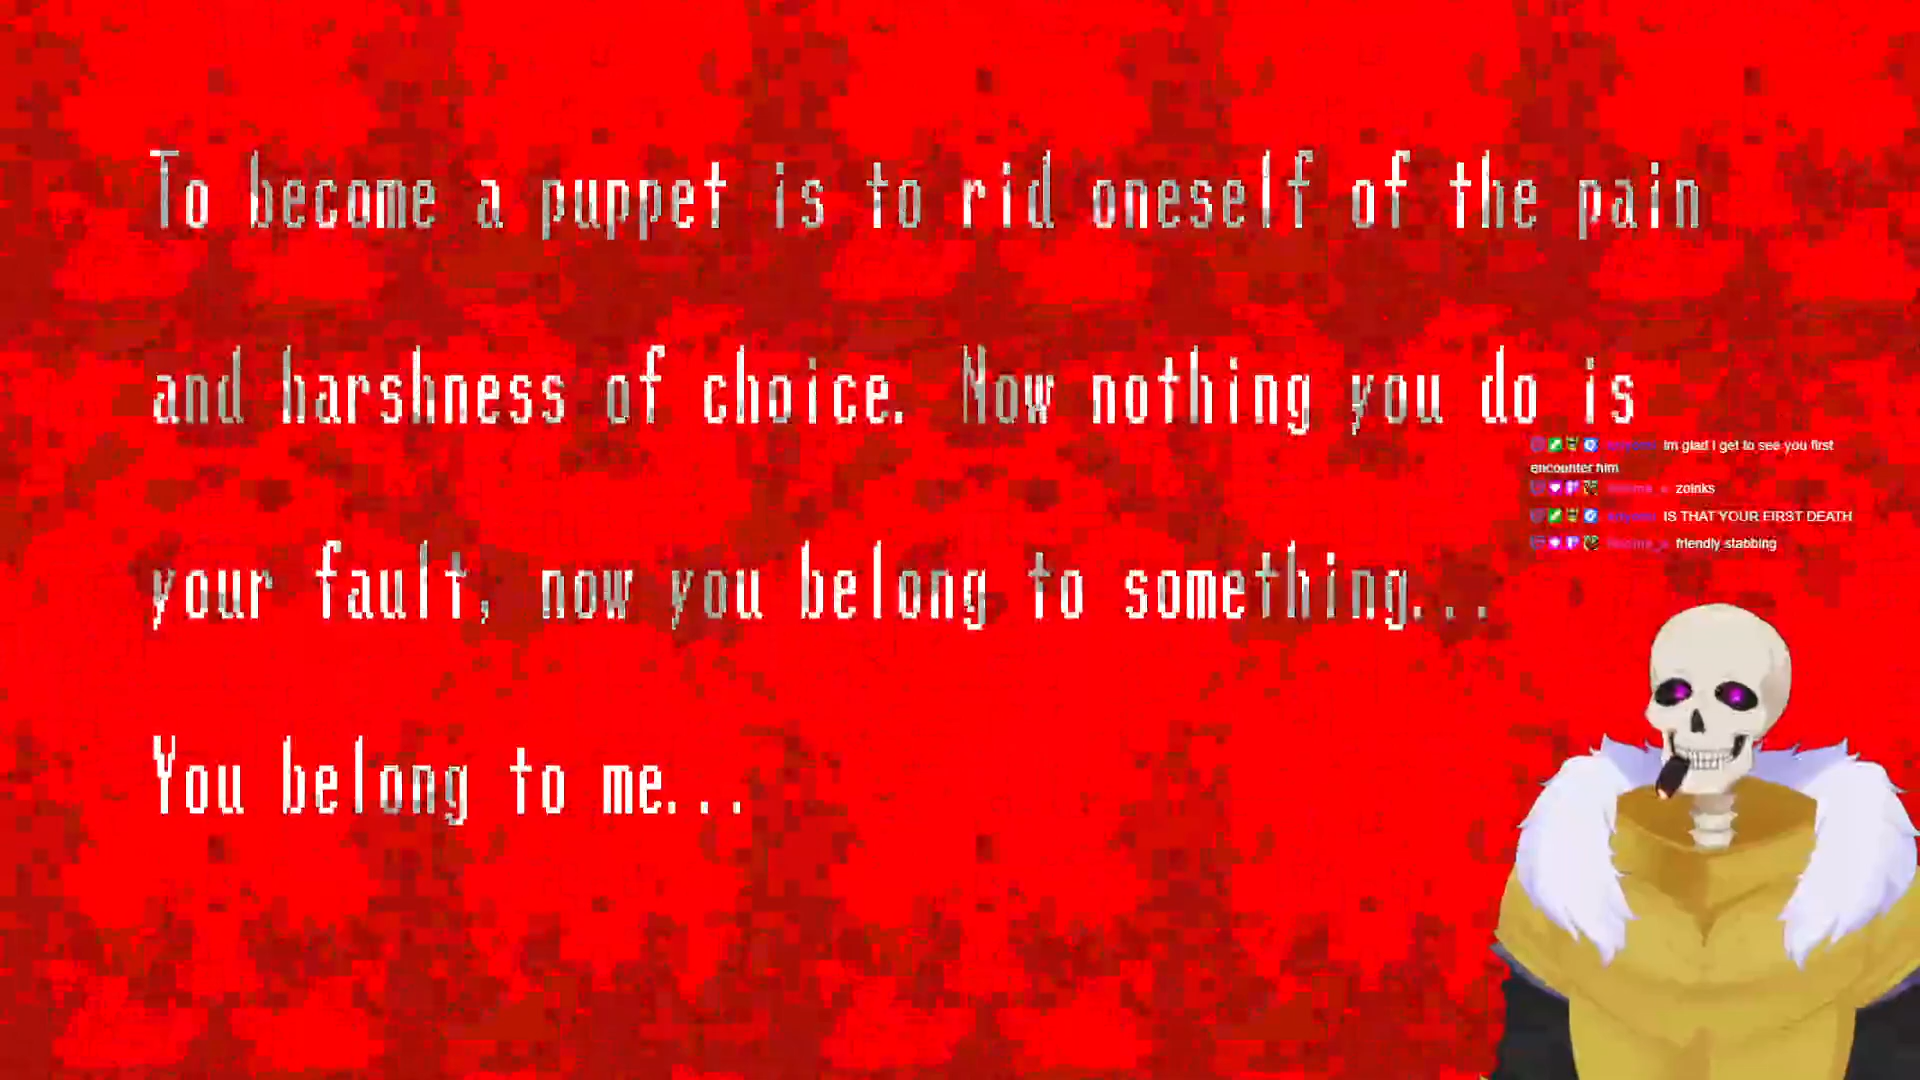 To become a puppet is to rid oneself of the pain
and harshness of choice. Now nothing you do is
your fault, now you belong to something...
You belong to me...
Im glad I get to see you first
encounter him
zoinks
IS THAT YOUR FIRST DEATH
friendly stabbing